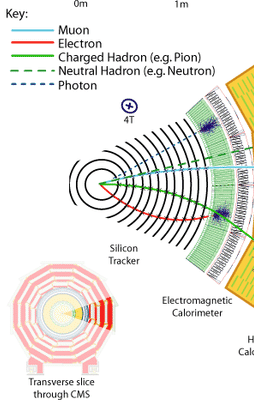 0m 1m
Key:
Muon
Electron
Charged Hadron (e.g. Pion)
Neutral Hadron (e.g. Neutron)
Photon
4T
Silicon
Tracker
Electromagnetic
Calorimeter
H
Calo
Transverse slice
through CMS